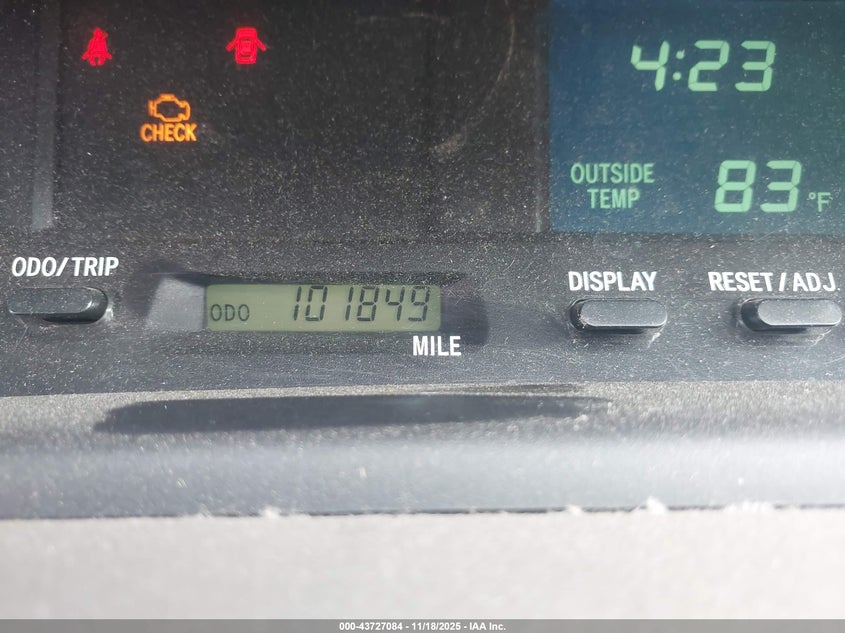 4:23
CHECK
OUTSIDE
TEMP
83 °F
ODO/TRIP
DISPLAY
RESET/ADJ.
ODO 101849
MILE
000-43727084 - 11/18/2025 - IAA Inc.